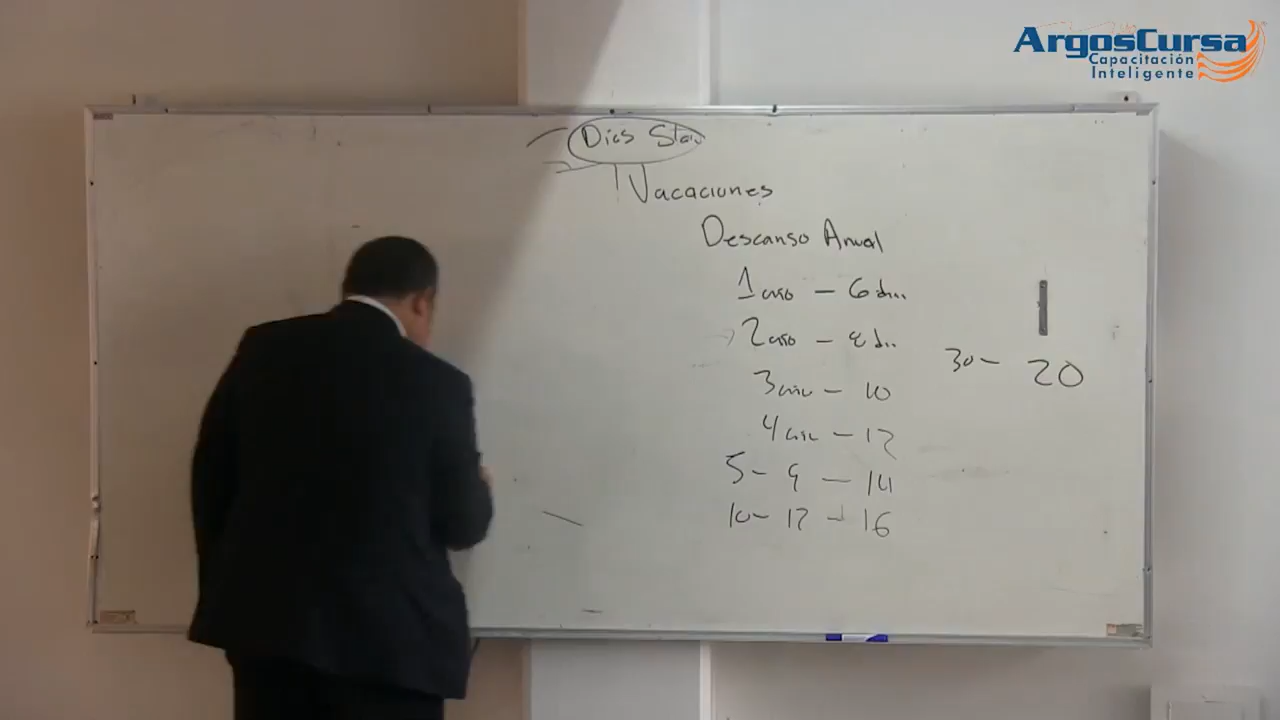 ArgosCursa
Capacitación
Inteligente
Dias
Vacaciones
Descanso Anual
1 año - 6 d...
2 año - 8 d..
3 año - 10
4 año - 12
30 - 20
5 - 9 - 14
10 - 12 - 16